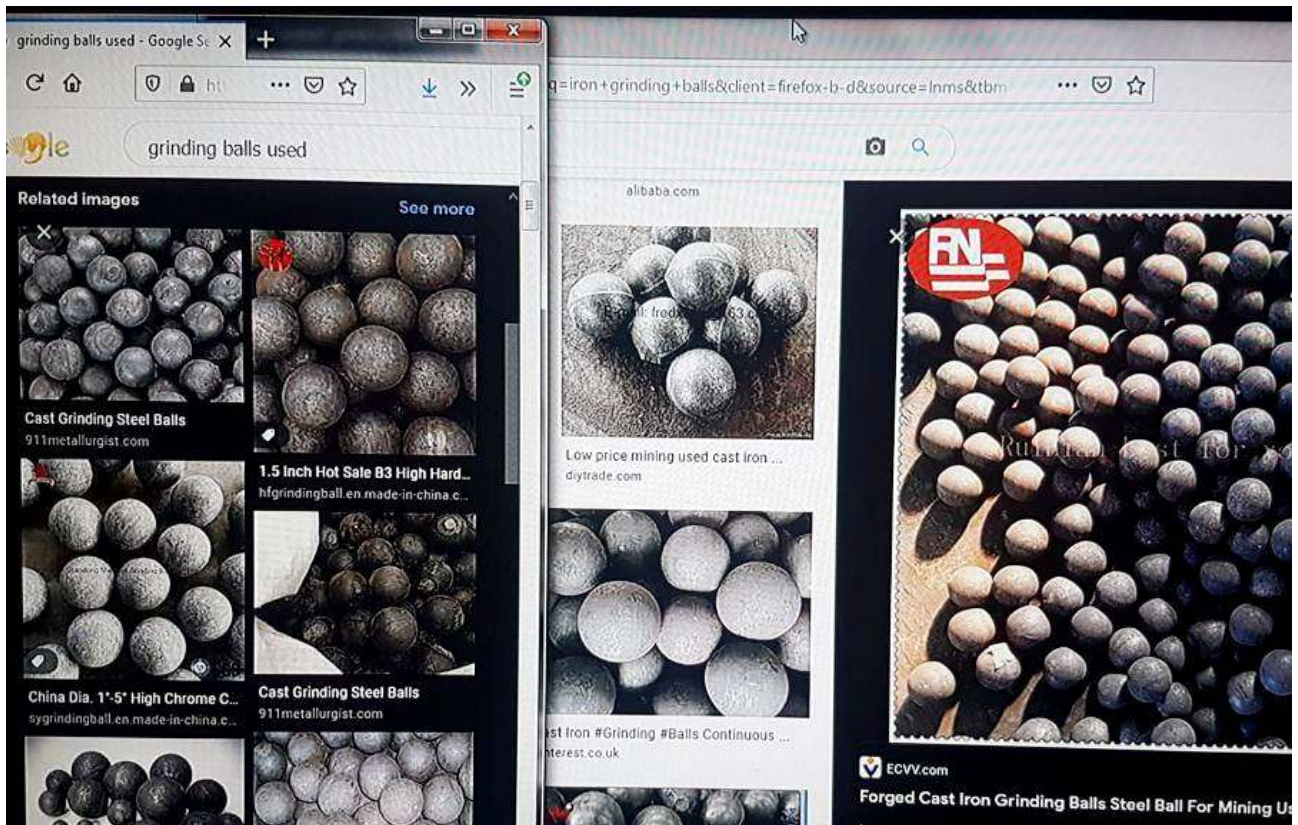 grinding balls used - Google Se
grinding balls used
Related images
See more
Cast Grinding Steel Balls
911metallurgist.com
1.5 Inch Hot Sale B3 High Hard...
hfgrindingball.en.made-in-china.c...
China Dia. 1"-5" High Chrome C...
sygrindingball.en.made-in-china.c...
Cast Grinding Steel Balls
911metallurgist.com
q=iron+grinding+balls&client=firefox-b-d&source=lnms&tbm
alibaba.com
Low price mining used cast iron ...
diytrade.com
ast Iron #Grinding #Balls Continuous ...
nterest.co.uk
RN
ECVV.com
Forged Cast Iron Grinding Balls Steel Ball For Mining Us